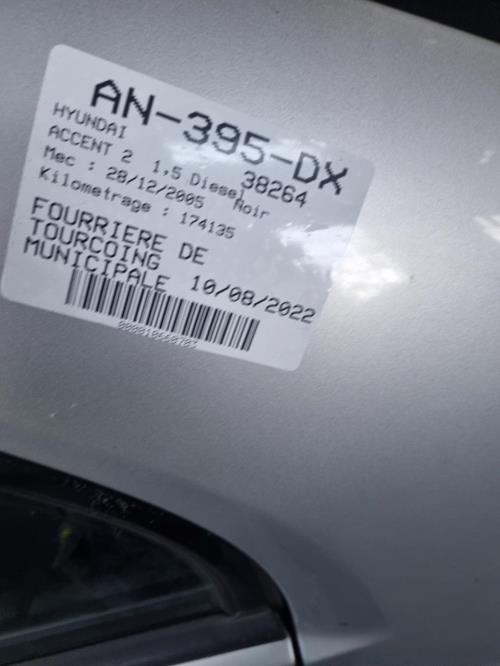 AN-395-DX
HYUNDAI 38264
ACCENT 2 1,5 Diesel Noir
Mec : 28/12/2005
Kilometrage : 174135
FOURRIERE DE
TOURCOING
MUNICIPALE 10/08/2022